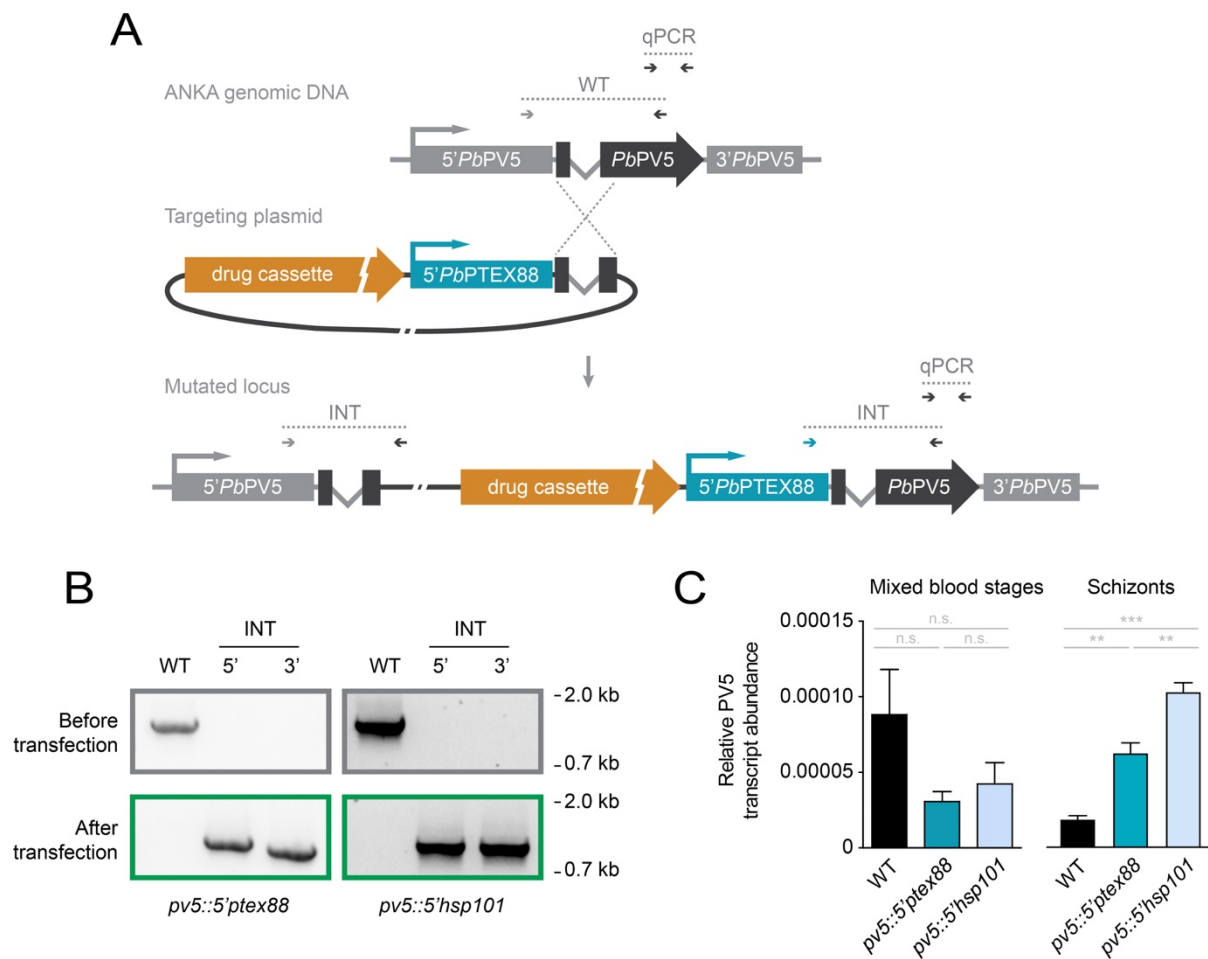 A
qPCR
WT
ANKA genomic DNA
5'PbPV5 PbPV5 3'PbPV5
Targeting plasmid
drug cassette 5'PbPTEX88
qPCR
Mutated locus
INT INT
5'PbPV5 drug cassette 5'PbPTEX88 PbPV5 3'PbPV5
B
INT INT
WT 5' 3' WT 5' 3'
Before transfection
-2.0 kb
-0.7 kb
After transfection
-2.0 kb
-0.7 kb
pv5::5'ptex88 pv5::5'hsp101
C
Mixed blood stages Schizonts
Relative PV5 transcript abundance
0.00015
0.00010
0.00005
0
n.s.
n.s. n.s.
***
** **
WT pv5::5'ptex88 pv5::5'hsp101
WT pv5::5'ptex88 pv5::5'hsp101